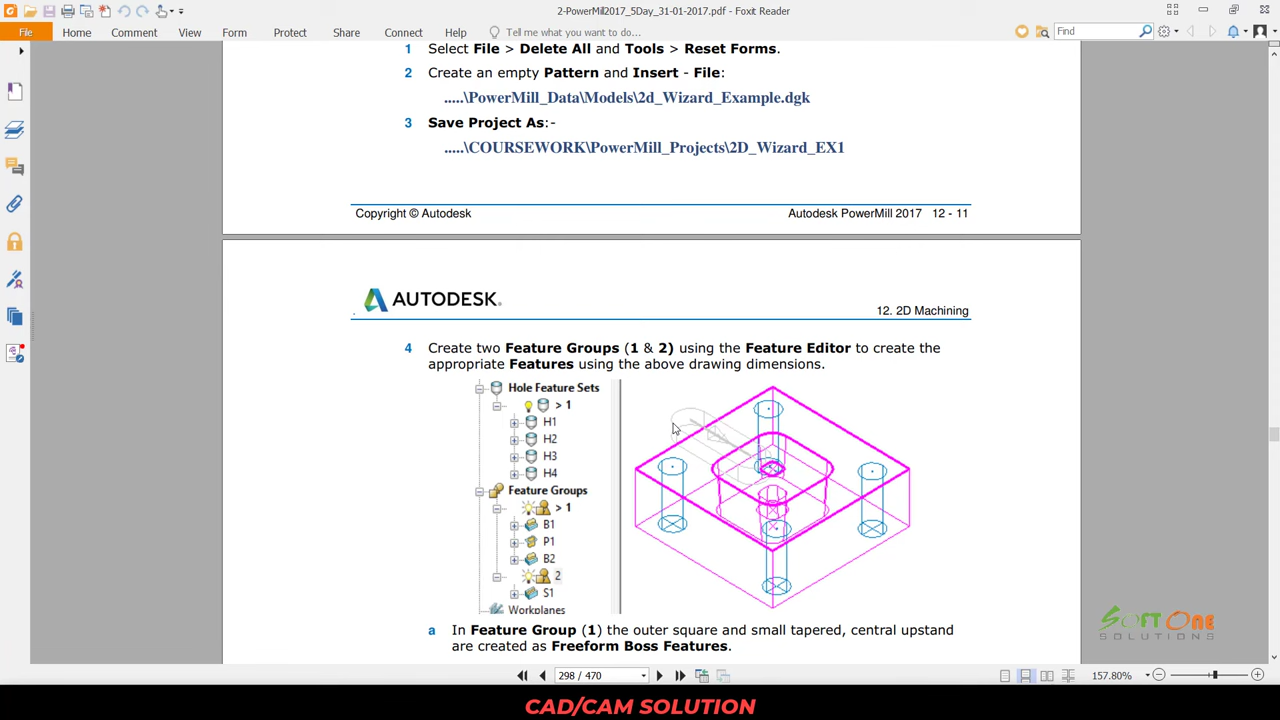 2-PowerMill2017_5Day_31-01-2017.pdf - Foxit Reader
File Home Comment View Form Protect Share Connect Help Tell me what you want to do... Find
1 Select File > Delete All and Tools > Reset Forms.
2 Create an empty Pattern and Insert - File:
.....\PowerMill_Data\Models\2d_Wizard_Example.dgk
3 Save Project As:-
.....\COURSEWORK\PowerMill_Projects\2D_Wizard_EX1
Copyright © Autodesk Autodesk PowerMill 2017 12 - 11
AUTODESK.
12. 2D Machining
4 Create two Feature Groups (1 & 2) using the Feature Editor to create the
appropriate Features using the above drawing dimensions.
Hole Feature Sets
> 1
H1
H2
H3
H4
Feature Groups
> 1
B1
P1
B2
2
S1
Workplanes
a In Feature Group (1) the outer square and small tapered, central upstand
are created as Freeform Boss Features.
SOFT ONE
SOLUTIONS
298 / 470 157.80%
CAD/CAM SOLUTION